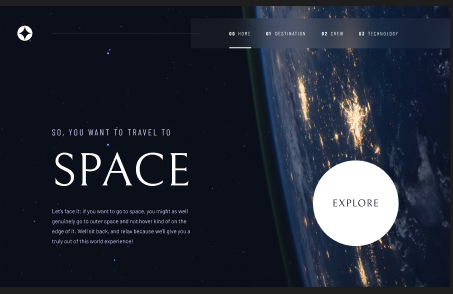 00 HOME 01 DESTINATION 02 CREW 03 TECHNOLOGY
SO, YOU WANT TO TRAVEL TO
SPACE
Let's face it: if you want to go to space, you might as well
genuinely go to outer space and not hover kind of on the
edge of it. Well sit back, and relax because we'll give you a
truly out of this world experience!
EXPLORE